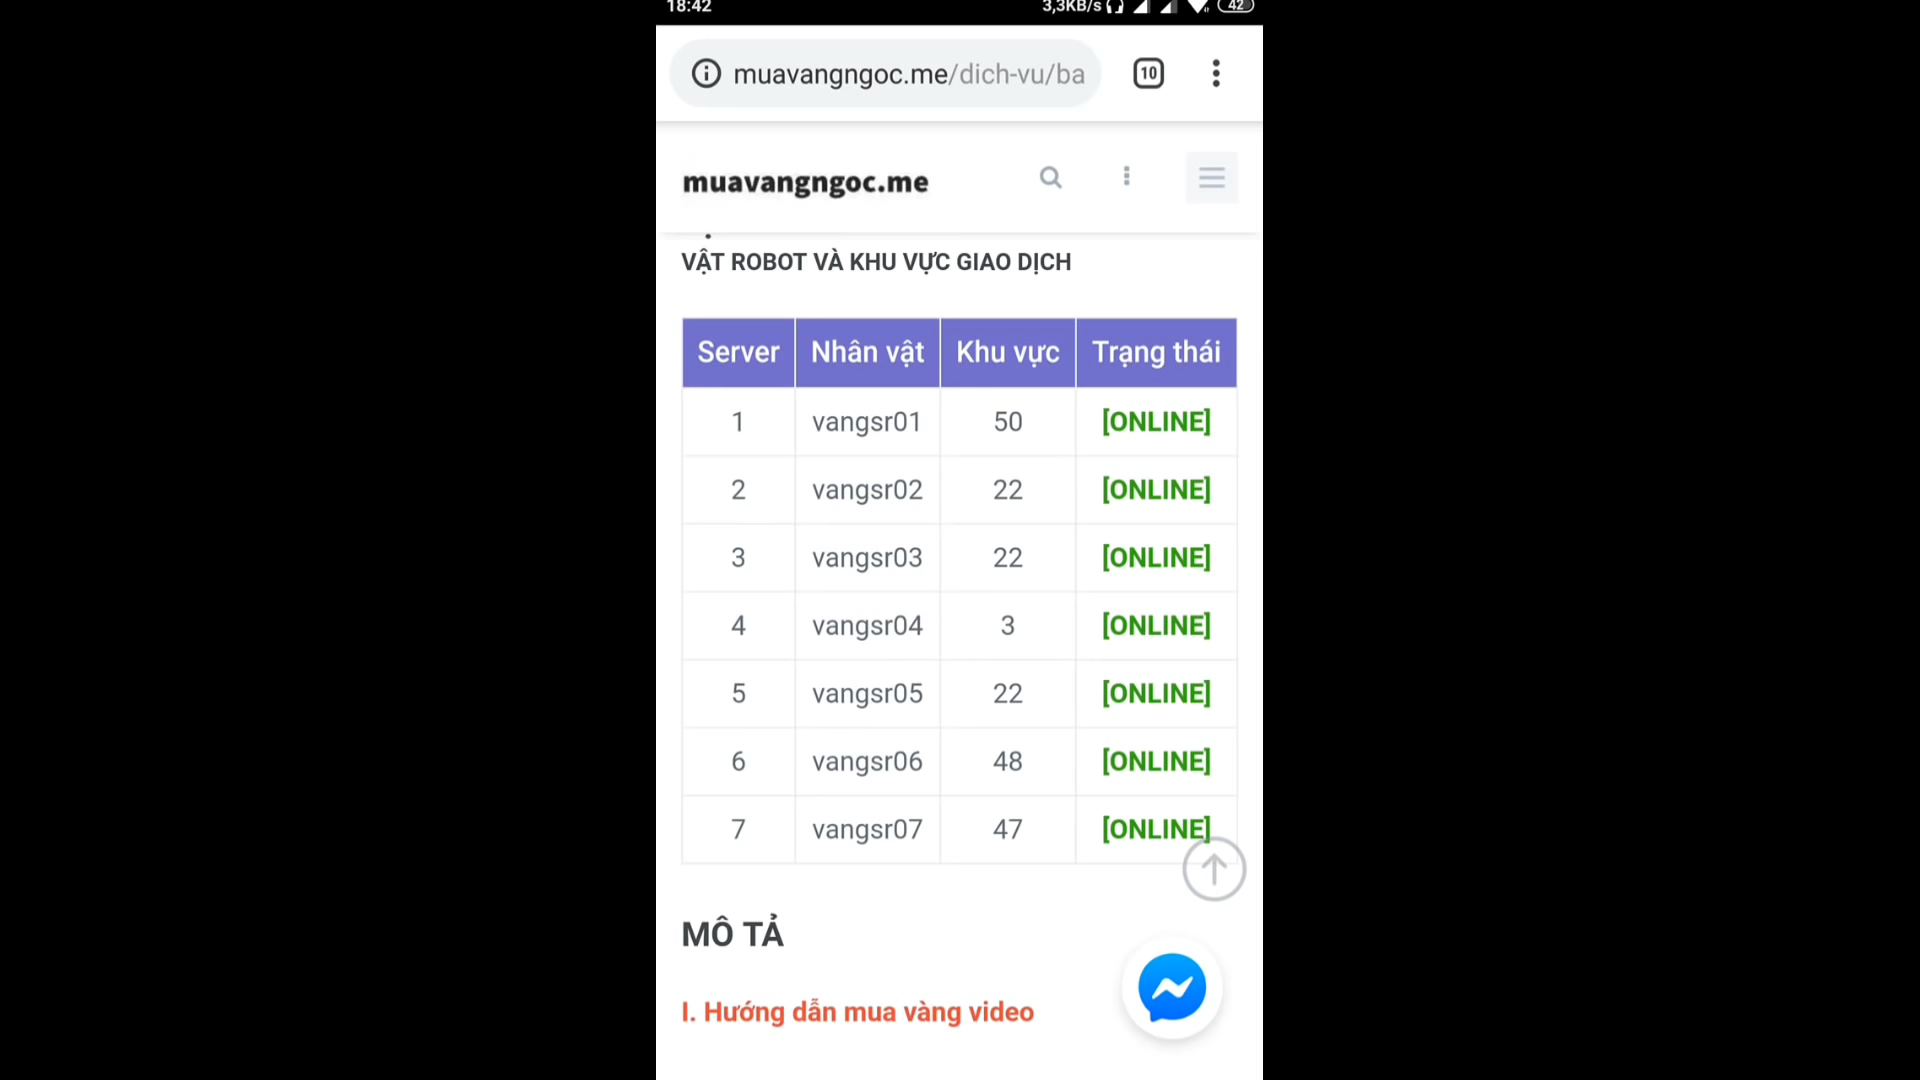 18:42 3,3KB/s 42
muavangngoc.me/dich-vu/ba 10
muavangngoc.me
VẬT ROBOT VÀ KHU VỰC GIAO DỊCH
Server Nhân vật Khu vực Trạng thái
1 vangsr01 50 [ONLINE]
2 vangsr02 22 [ONLINE]
3 vangsr03 22 [ONLINE]
4 vangsr04 3 [ONLINE]
5 vangsr05 22 [ONLINE]
6 vangsr06 48 [ONLINE]
7 vangsr07 47 [ONLINE]
MÔ TẢ
I. Hướng dẫn mua vàng video